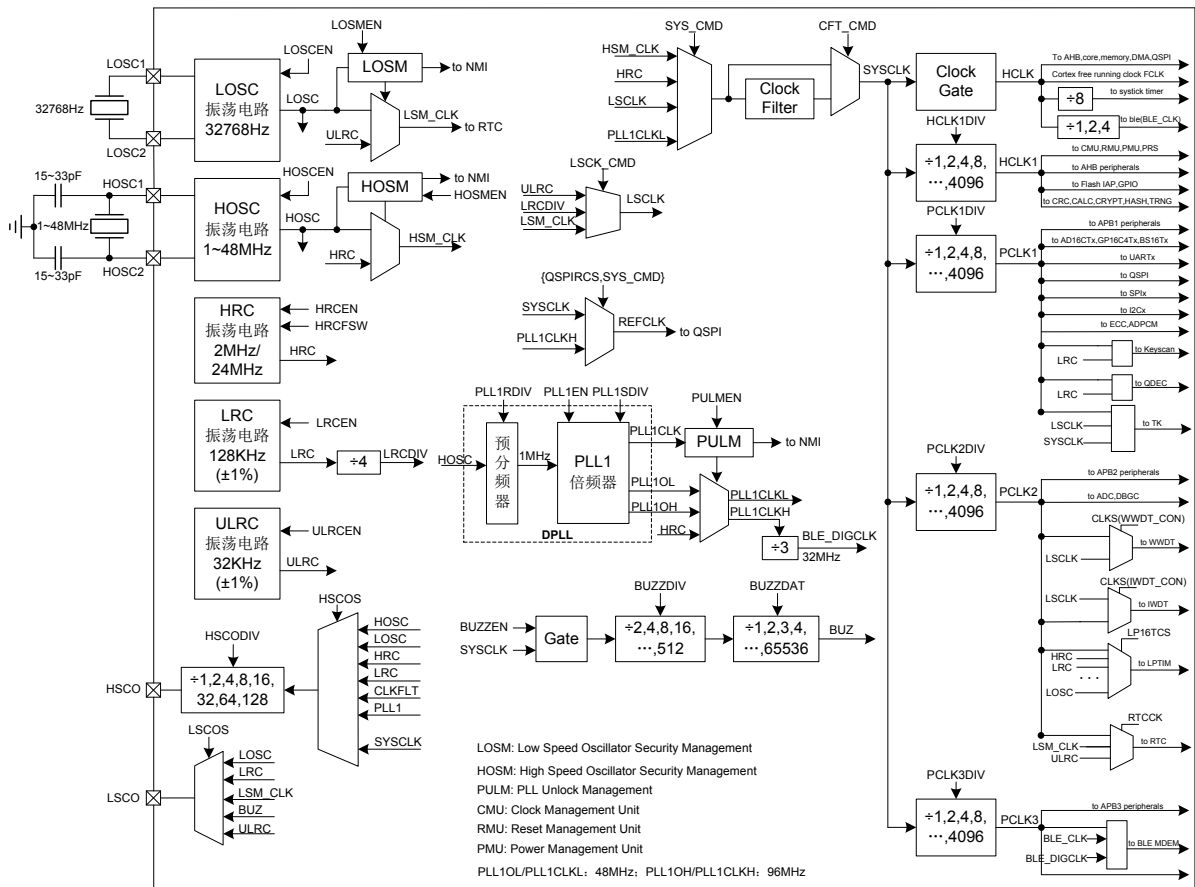 LOSMEN
LOSC1
LOSCEN
LOSC
振荡电路
32768Hz
32768Hz
LOSC2
LOSM
to NMI
LOSC
LSM_CLK
to RTC
ULRC
15~33pF
HOSC1
1~48MHz
15~33pF
HOSC2
HOSCEN
HOSC
振荡电路
1~48MHz
HOSM
to NMI
HOSMEN
HOSC
HSM_CLK
HRC
HRC
振荡电路
2MHz/
24MHz
HRCEN
HRCFSW
HRC
LRC
振荡电路
128KHz
(±1%)
LRCEN
LRC
÷4
LRCDIV
ULRC
振荡电路
32KHz
(±1%)
ULRCEN
ULRC
HSCOS
HOSC
LOSC
HRC
LRC
CLKFLT
PLL1
SYSCLK
HSCODIV
÷1,2,4,8,16,
32,64,128
HSCO
LSCOS
LOSC
LRC
LSM_CLK
BUZ
ULRC
LSCO
SYS_CMD
HSM_CLK
HRC
LSCLK
PLL1CLKL
Clock
Filter
CFT_CMD
SYSCLK
LSCK_CMD
ULRC
LRCDIV
LSM_CLK
LSCLK
{QSPIRCS,SYS_CMD}
SYSCLK
PLL1CLKH
REFCLK
to QSPI
PLL1RDIV
PLL1EN
PLL1SDIV
HOSC
预
分
频
器
1MHz
PLL1
倍频器
DPLL
PLL1CLK
PLL1OL
PLL1OH
HRC
PULMEN
PULM
to NMI
PLL1CLKL
PLL1CLKH
÷3
BLE_DIGCLK
32MHz
BUZZEN
SYSCLK
Gate
BUZZDIV
÷2,4,8,16,
…,512
BUZZDAT
÷1,2,3,4,
…,65536
BUZ
LOSM: Low Speed Oscillator Security Management
HOSM: High Speed Oscillator Security Management
PULM: PLL Unlock Management
CMU: Clock Management Unit
RMU: Reset Management Unit
PMU: Power Management Unit
PLL1OL/PLL1CLKL：48MHz；PLL1OH/PLL1CLKH：96MHz
Clock
Gate
HCLK
To AHB,core,memory,DMA,QSPI
Cortex free running clock FCLK
÷8
to systick timer
÷1,2,4
to ble(BLE_CLK)
HCLK1DIV
÷1,2,4,8,
…,4096
HCLK1
to CMU,RMU,PMU,PRS
to AHB peripherals
to Flash IAP,GPIO
to CRC,CALC,CRYPT,HASH,TRNG
PCLK1DIV
÷1,2,4,8,
…,4096
PCLK1
to APB1 peripherals
to AD16CTx,GP16C4Tx,BS16Tx
to UARTx
to QSPI
to SPIx
to I2Cx
to ECC,ADPCM
LRC
to Keyscan
LRC
to QDEC
LSCLK
SYSCLK
to TK
PCLK2DIV
÷1,2,4,8,
…,4096
PCLK2
to APB2 peripherals
to ADC,DBGC
CLKS(WWDT_CON)
LSCLK
to WWDT
CLKS(IWDT_CON)
LSCLK
to IWDT
LP16TCS
HRC
LRC
...
LOSC
to LPTIM
RTCCK
LSM_CLK
ULRC
to RTC
PCLK3DIV
÷1,2,4,8,
…,4096
PCLK3
to APB3 peripherals
BLE_CLK
BLE_DIGCLK
to BLE MDEM